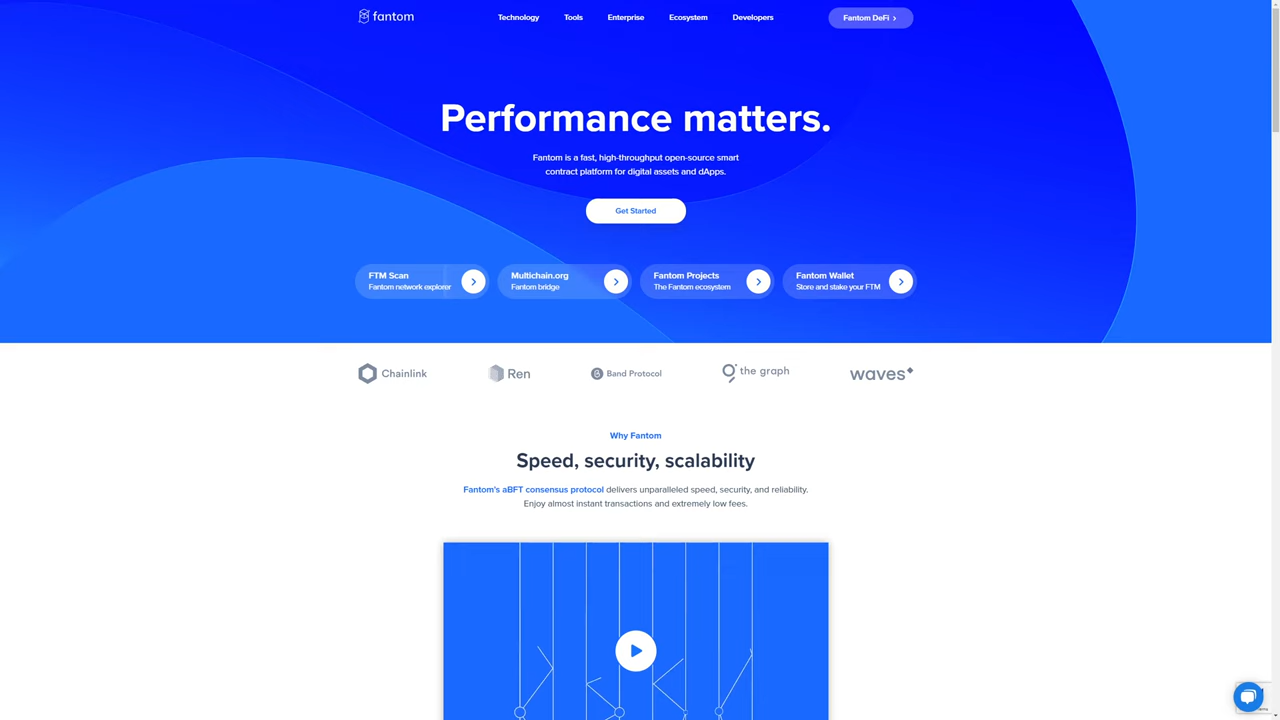 fantom
Technology
Tools
Enterprise
Ecosystem
Developers
Fantom DeFi
Performance matters.
Fantom is a fast, high-throughput open-source smart
contract platform for digital assets and dApps.
Get Started
FTM Scan
Fantom network explorer
Multichain.org
Fantom bridge
Fantom Projects
The Fantom ecosystem
Fantom Wallet
Store and stake your FTM
Chainlink
Ren
Band Protocol
the graph
waves
Why Fantom
Speed, security, scalability
Fantom's aBFT consensus protocol delivers unparalleled speed, security, and reliability.
Enjoy almost instant transactions and extremely low fees.